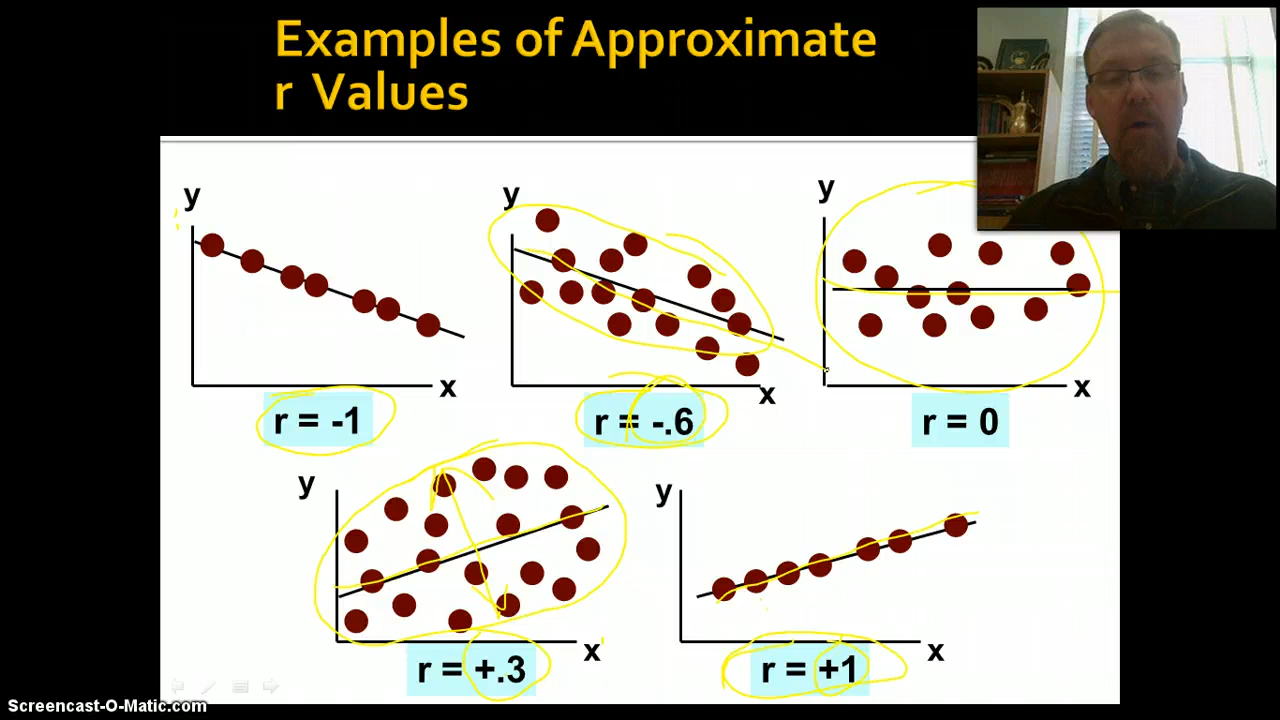 Examples of Approximate
r Values
y
y
y
x
x
x
r = -1
r = -.6
r = 0
y
y
x
x
r = +.3
r = +1
Screencast-O-Matic.com